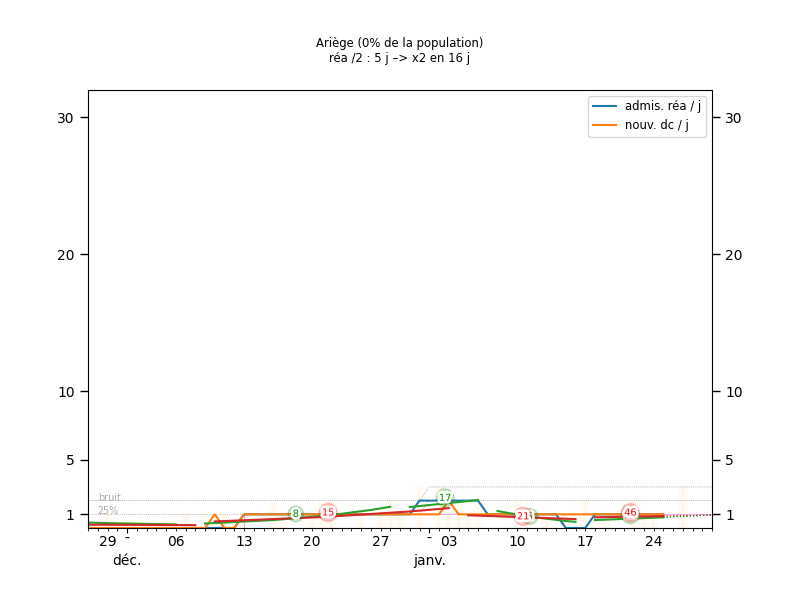 Ariège (0% de la population)
réa /2 : 5 j –> x2 en 16 j
admis. réa / j
nouv. dc / j
30 30
20 20
10 10
5 5
1 1
bruit
25%
8 15 17 21 46
29 - 06 13 20 27 - 03 10 17 24
déc. janv.